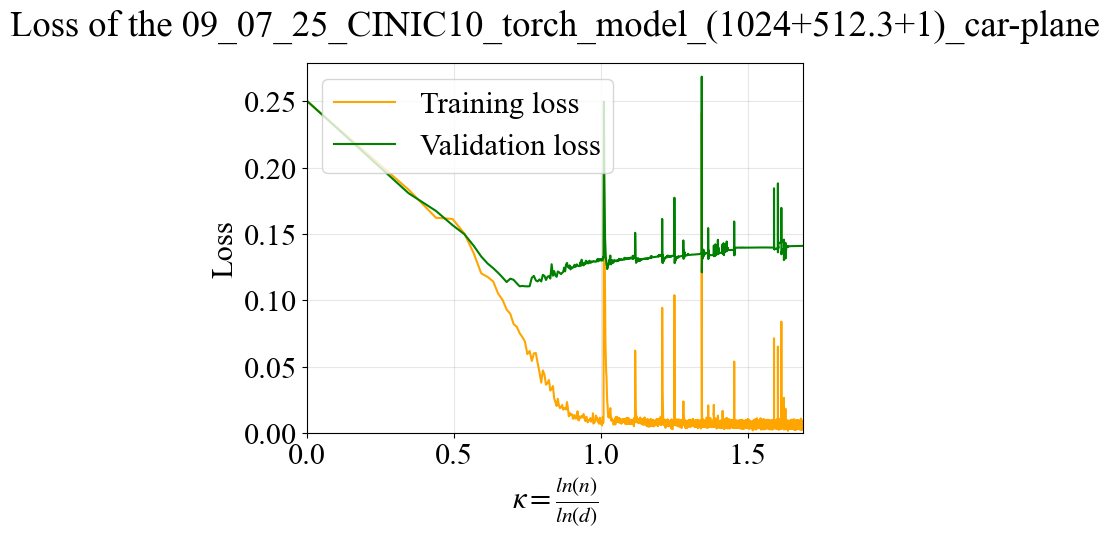 Loss of the 09_07_25_CINIC10_torch_model_(1024+512.3+1)_car-plane
Training loss
Validation loss
Loss
0.25
0.20
0.15
0.10
0.05
0.00
0.0 0.5 1.0 1.5
κ = ln(n)/ln(d)